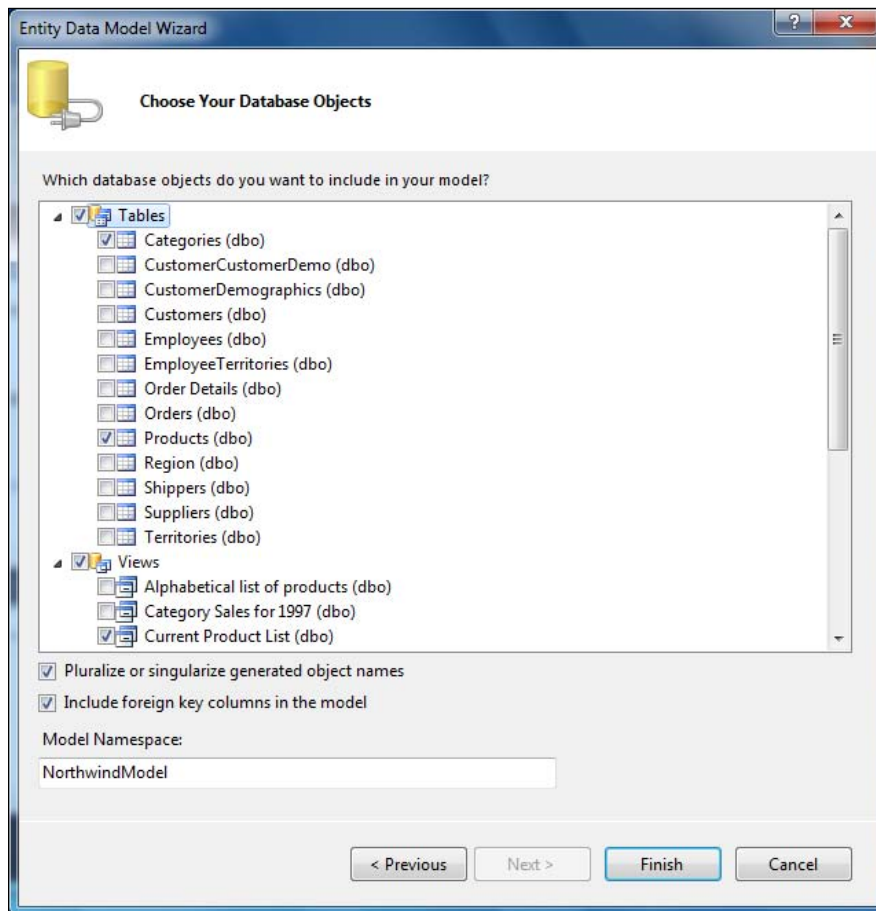 Entity Data Model Wizard
Choose Your Database Objects
Which database objects do you want to include in your model?
Tables
Categories (dbo)
CustomerCustomerDemo (dbo)
CustomerDemographics (dbo)
Customers (dbo)
Employees (dbo)
EmployeeTerritories (dbo)
Order Details (dbo)
Orders (dbo)
Products (dbo)
Region (dbo)
Shippers (dbo)
Suppliers (dbo)
Territories (dbo)
Views
Alphabetical list of products (dbo)
Category Sales for 1997 (dbo)
Current Product List (dbo)
Pluralize or singularize generated object names
Include foreign key columns in the model
Model Namespace:
NorthwindModel
< Previous Next > Finish Cancel